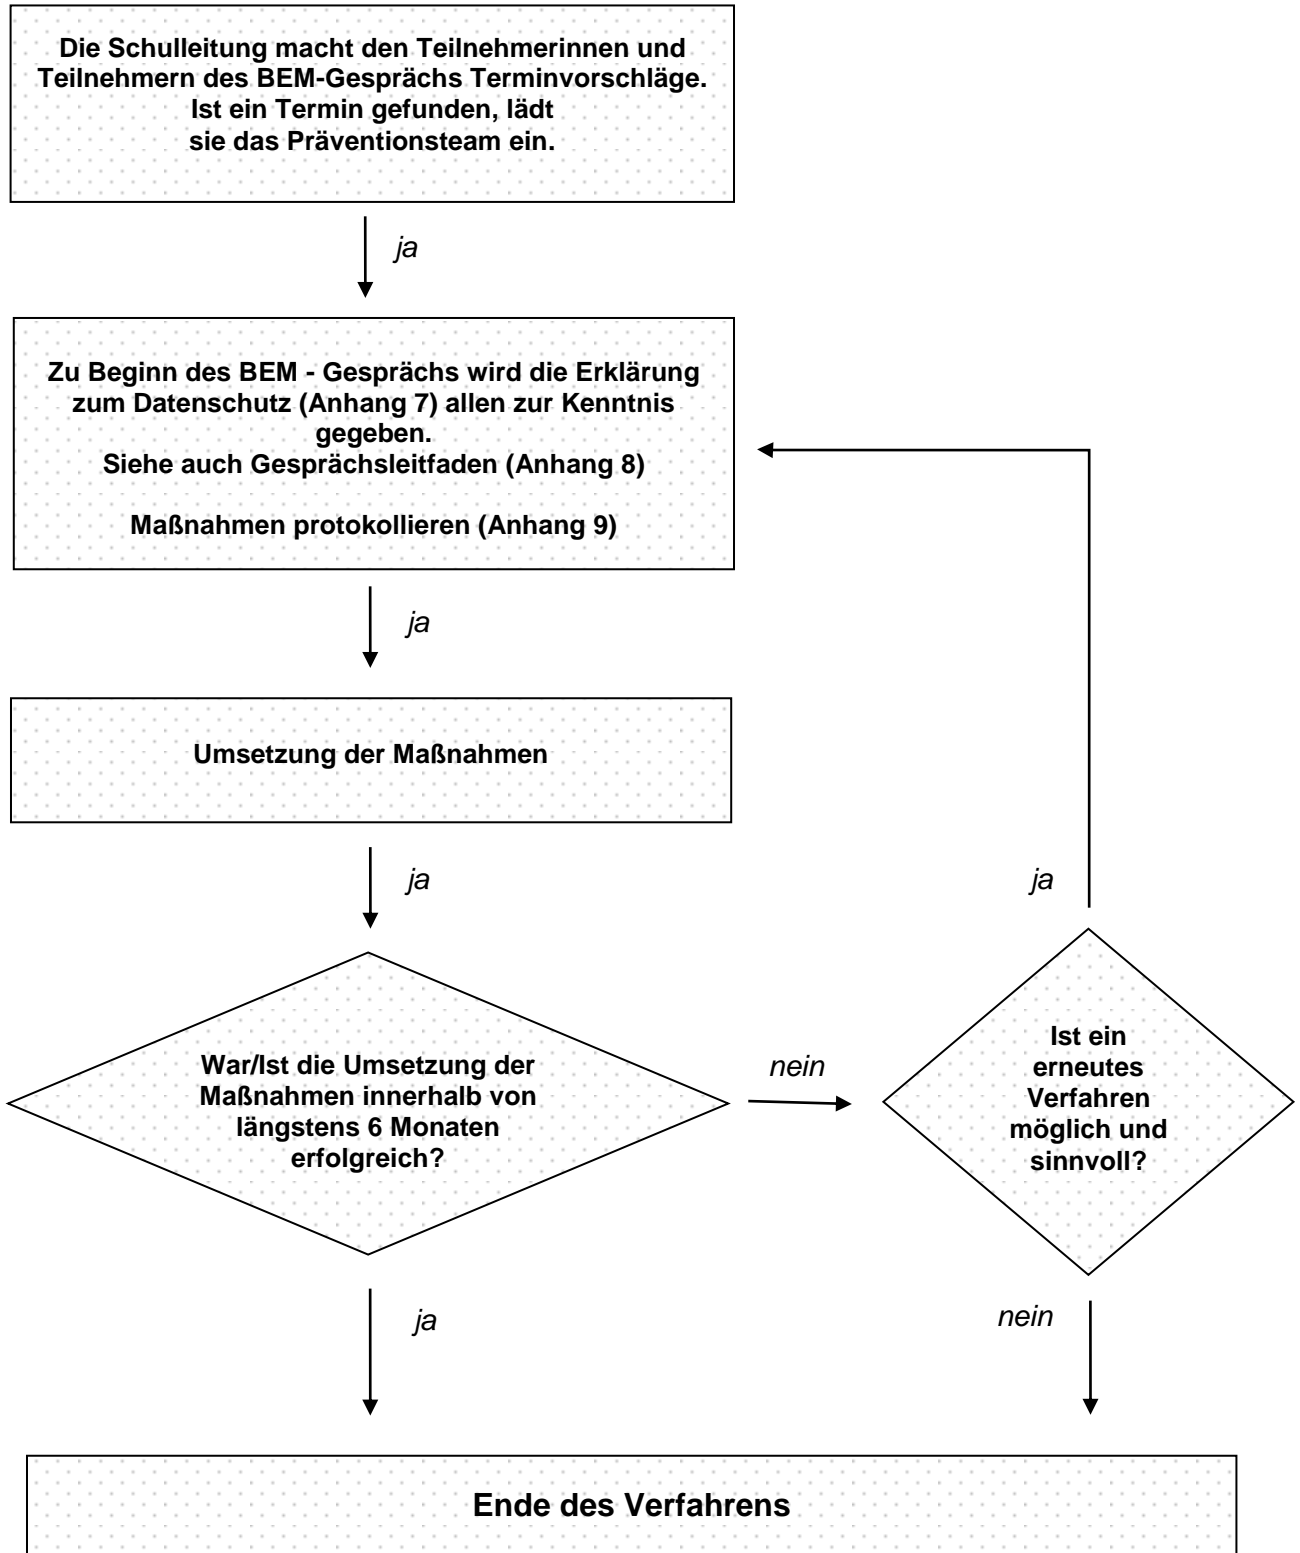 Die Schulleitung macht den Teilnehmerinnen und
Teilnehmern des BEM-Gesprächs Terminvorschläge.
Ist ein Termin gefunden, lädt
sie das Präventionsteam ein.
ja
Zu Beginn des BEM - Gesprächs wird die Erklärung
zum Datenschutz (Anhang 7) allen zur Kenntnis
gegeben.
Siehe auch Gesprächsleitfaden (Anhang 8)
Maßnahmen protokollieren (Anhang 9)
ja
Umsetzung der Maßnahmen
ja
ja
War/Ist die Umsetzung der
Maßnahmen innerhalb von
längstens 6 Monaten
erfolgreich?
nein
Ist ein
erneutes
Verfahren
möglich und
sinnvoll?
ja
nein
Ende des Verfahrens